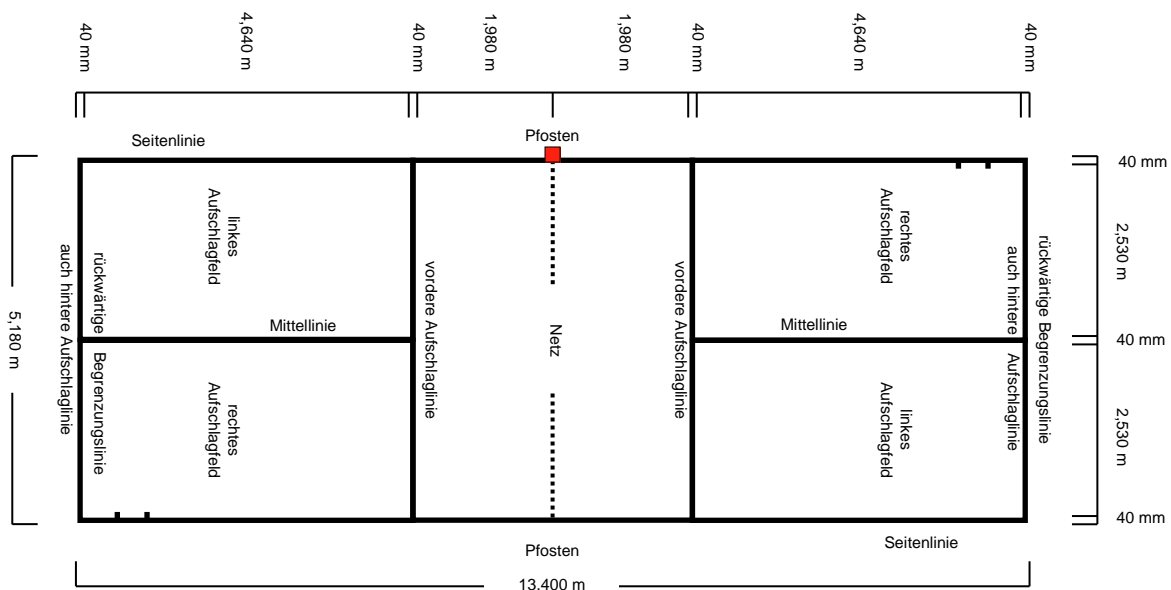 40 mm
4,640 m
1,980 m
1,980 m
40 mm
4,640 m
40 mm
Seitenlinie
Pfosten
40 mm
linkes
Aufschlagfeld
rechtes
Aufschlagfeld
2,530 m
auch hintere Aufschlaglinie
rückwärtige
Begrenzungslinie
vordere Aufschlaglinie
vordere Aufschlaglinie
auch hintere
Aufschlaglinie
rückwärtige Begrenzungslinie
5,180 m
Mittellinie
Netz
Mittellinie
40 mm
rechtes
Aufschlagfeld
linkes
Aufschlagfeld
2,530 m
40 mm
Pfosten
Seitenlinie
13,400 m